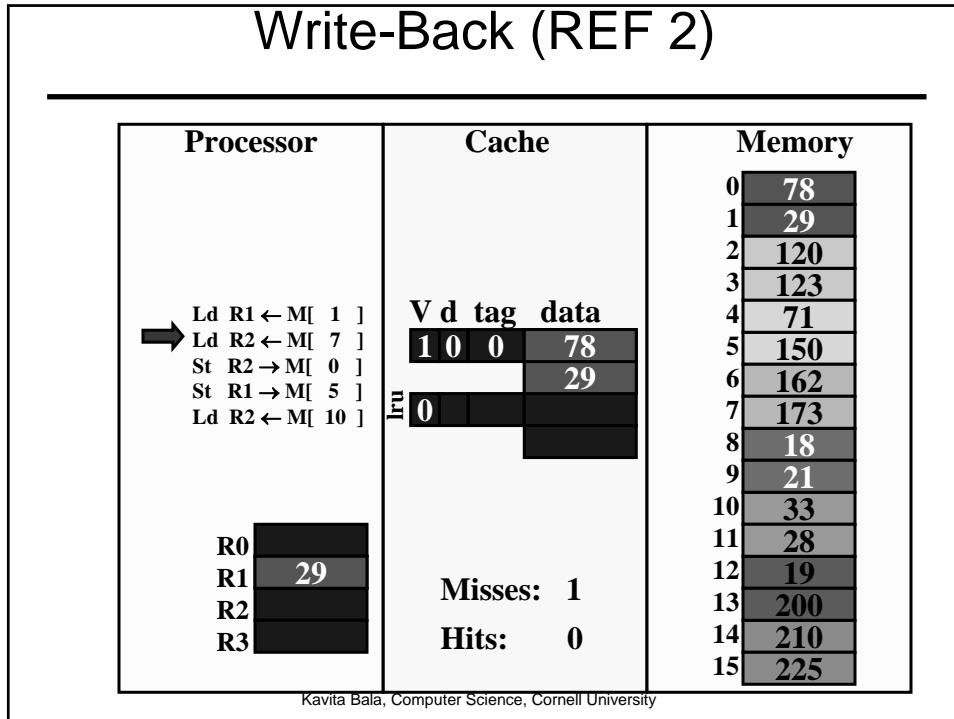 Write-Back (REF 2)
Processor
Ld R1 ← M[ 1 ]
Ld R2 ← M[ 7 ]
St R2 → M[ 0 ]
St R1 → M[ 5 ]
Ld R2 ← M[ 10 ]
R0
R1 29
R2
R3
Cache
V d tag data
1 0 0 78
29
lru 0
Misses: 1
Hits: 0
Memory
0 78
1 29
2 120
3 123
4 71
5 150
6 162
7 173
8 18
9 21
10 33
11 28
12 19
13 200
14 210
15 225
Kavita Bala, Computer Science, Cornell University